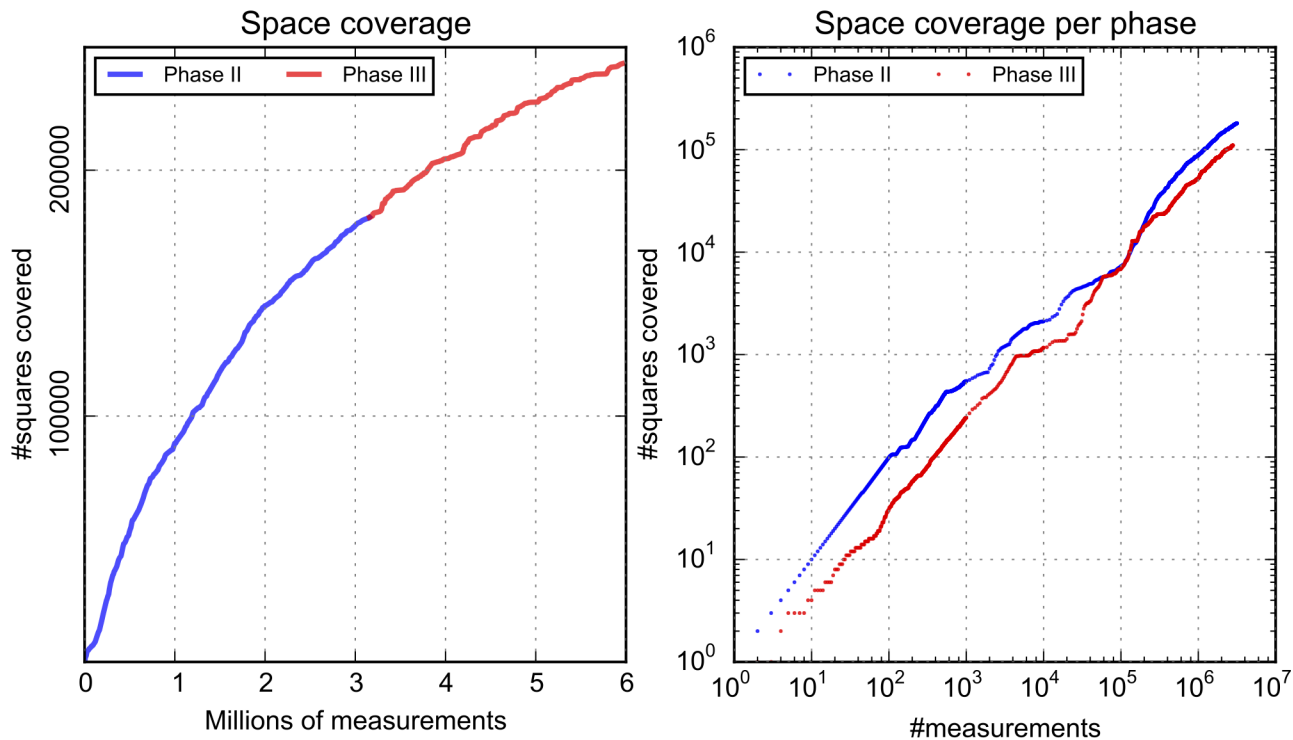 Space coverage
Phase II
Phase III
200000
100000
#squares covered
0 1 2 3 4 5 6
Millions of measurements
Space coverage per phase
Phase II
Phase III
10^6
10^5
10^4
10^3
10^2
10^1
10^0
#squares covered
10^0 10^1 10^2 10^3 10^4 10^5 10^6 10^7
#measurements